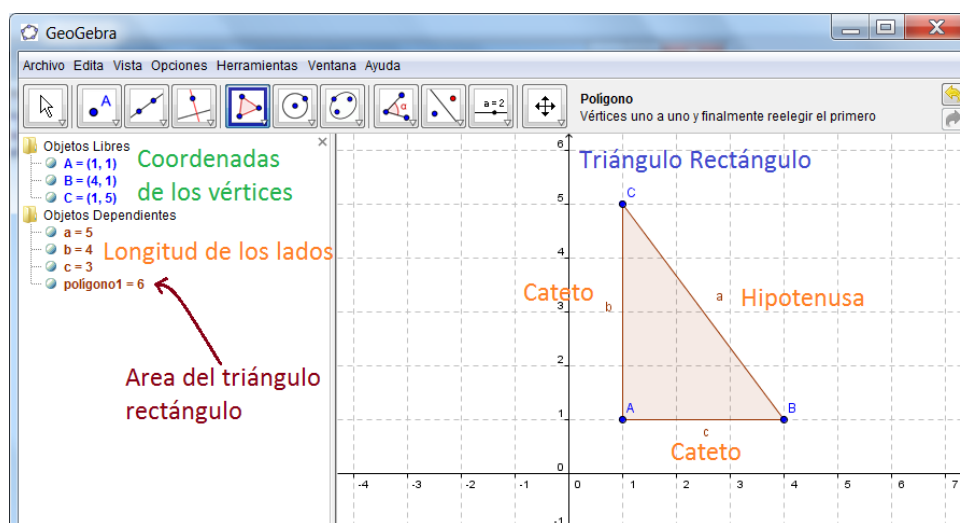 GeoGebra
Archivo Edita Vista Opciones Herramientas Ventana Ayuda
A
α
a=2
Polígono
Vértices uno a uno y finalmente reelegir el primero
Objetos Libres
A = (1, 1)
B = (4, 1)
C = (1, 5)
Coordenadas
de los vértices
Objetos Dependientes
a = 5
b = 4
c = 3
polígono1 = 6
Longitud de los lados
Area del triángulo
rectángulo
Triángulo Rectángulo
6
5
4
3
2
1
0
-1
C
Cateto
b
a
Hipotenusa
A
B
c
Cateto
-4 -3 -2 -1 0 1 2 3 4 5 6 7